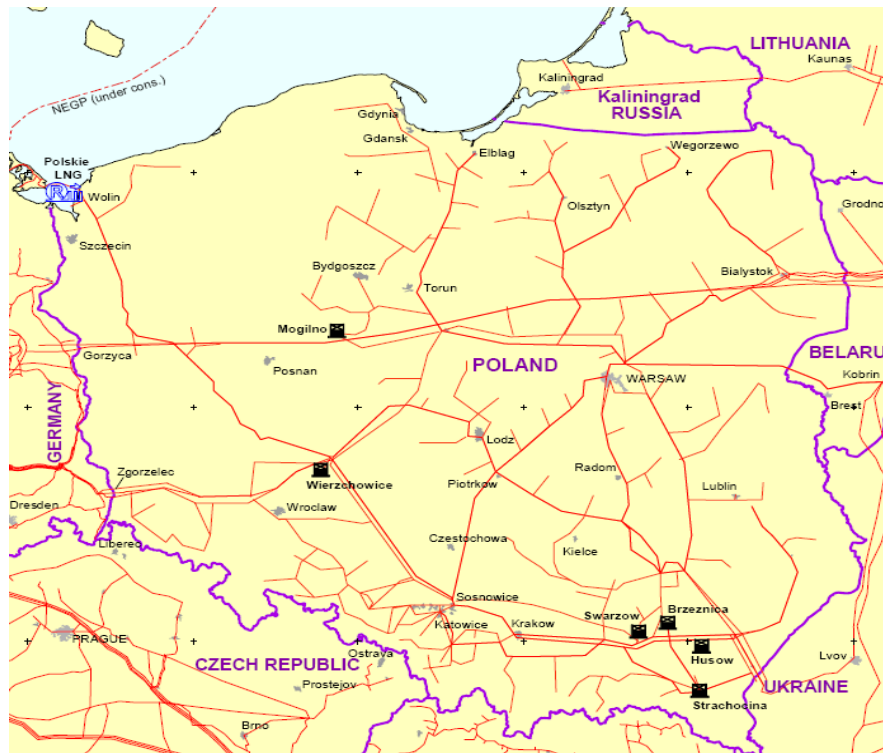 LITHUANIA
Kaunas
Kaliningrad
Kaliningrad
RUSSIA
NEGP (under cons.)
Gdynia
Gdansk
Elblag
Wegorzewo
Polskie
LNG
Wolin
Olsztyn
Grodno
Szczecin
Bydgoszcz
Bialystok
Torun
Mogilno
Gorzyca
Posnan
POLAND
WARSAW
BELARU
Kobrin
Brest
GERMANY
Lodz
Zgorzelec
Wierzchowice
Piotrkow
Radom
Lublin
Dresden
Wroclaw
Liberec
Czestochowa
Kielce
Sosnowice
Swarzow
Brzeznica
Katowice
Krakow
PRAGUE
Husow
Lvov
Ostrava
CZECH REPUBLIC
Prostejov
UKRAINE
Strachocina
Brno